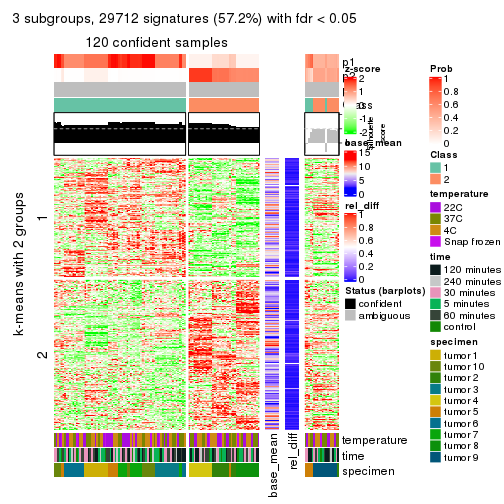 3 subgroups, 29712 signatures (57.2%) with fdr < 0.05
120 confident samples
k-means with 2 groups
1
2
p1
z-score
2
1
0
-1
-2
base_mean
15
10
5
0
rel_diff
1
0.8
0.6
0.4
0.2
0
Status (barplots)
confident
ambiguous
score
Prob
1
0.8
0.6
0.4
0.2
0
Class
1
2
temperature
22C
37C
4C
Snap frozen
time
120 minutes
240 minutes
30 minutes
5 minutes
60 minutes
control
specimen
tumor 1
tumor 10
tumor 2
tumor 3
tumor 4
tumor 5
tumor 6
tumor 7
tumor 8
tumor 9
temperature
time
specimen
base_mean
rel_diff